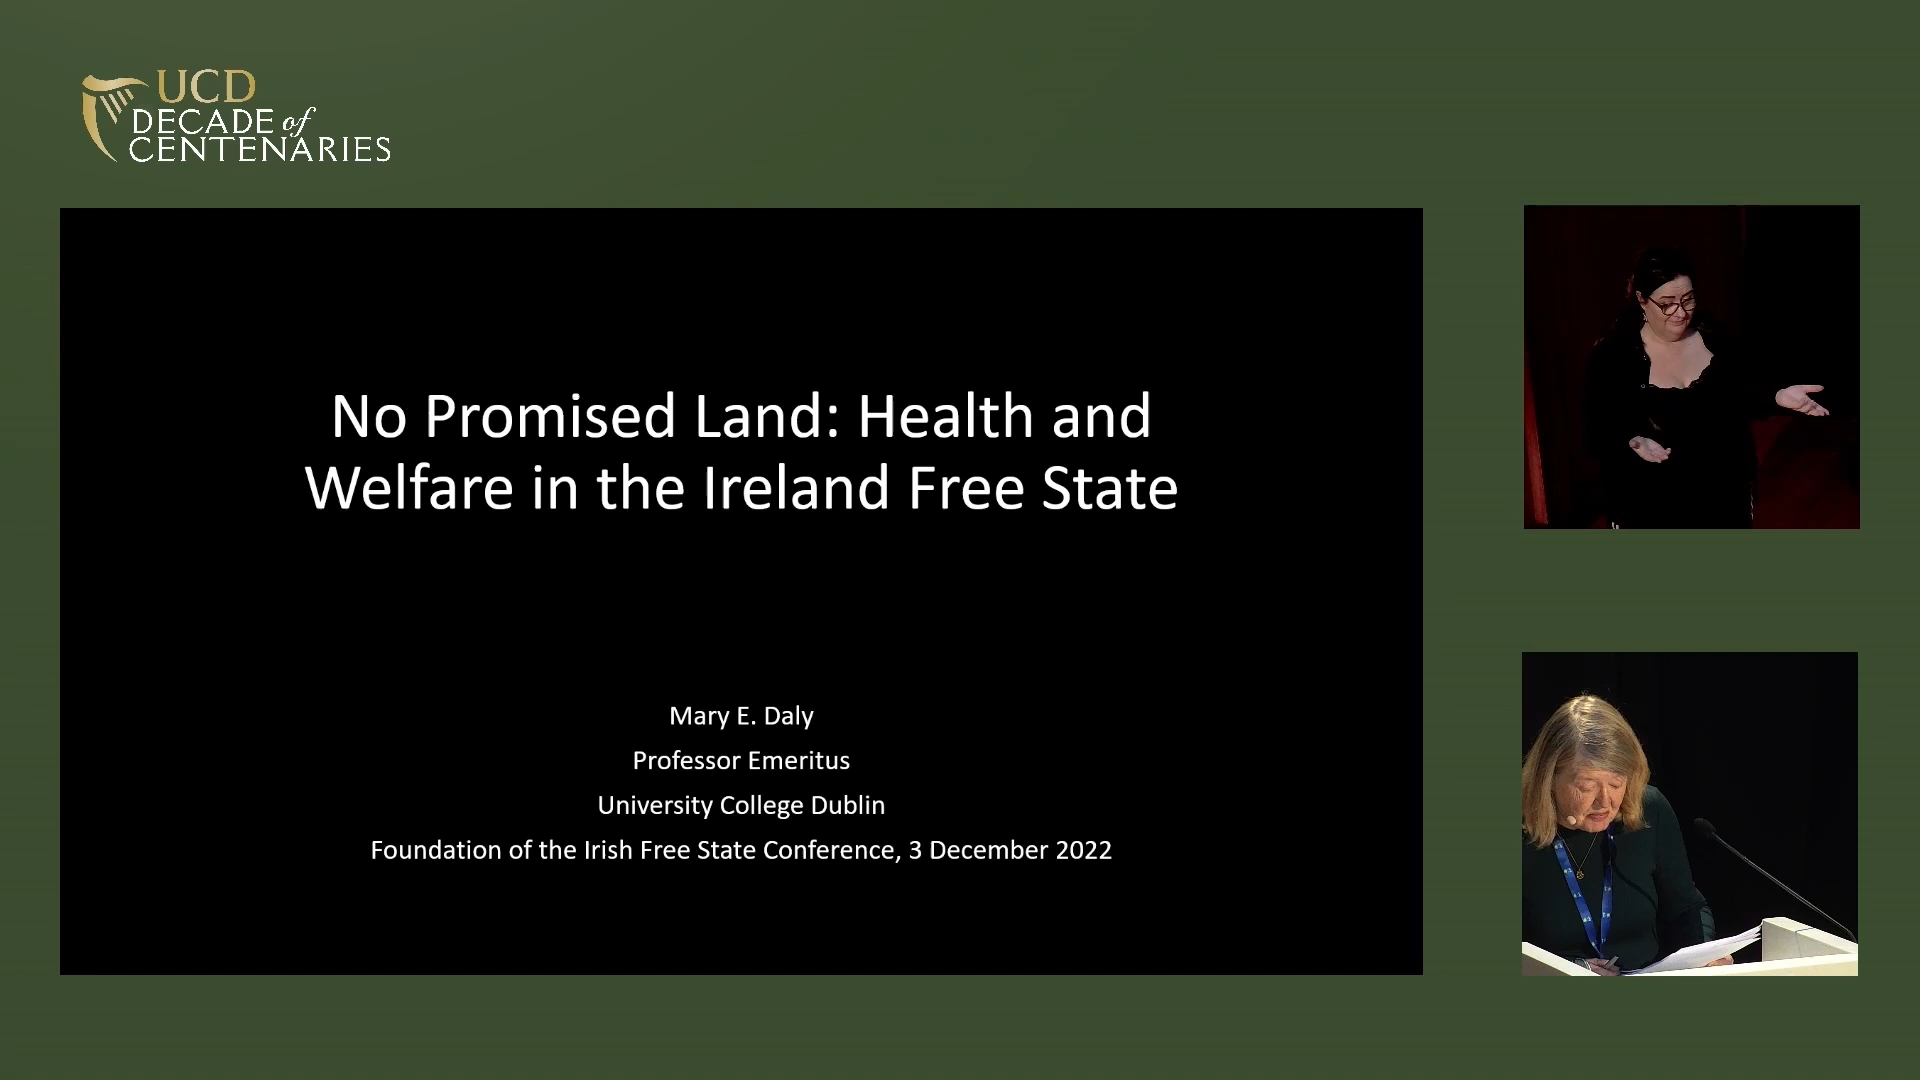 UCD
DECADE of
CENTENARIES
No Promised Land: Health and
Welfare in the Ireland Free State
Mary E. Daly
Professor Emeritus
University College Dublin
Foundation of the Irish Free State Conference, 3 December 2022